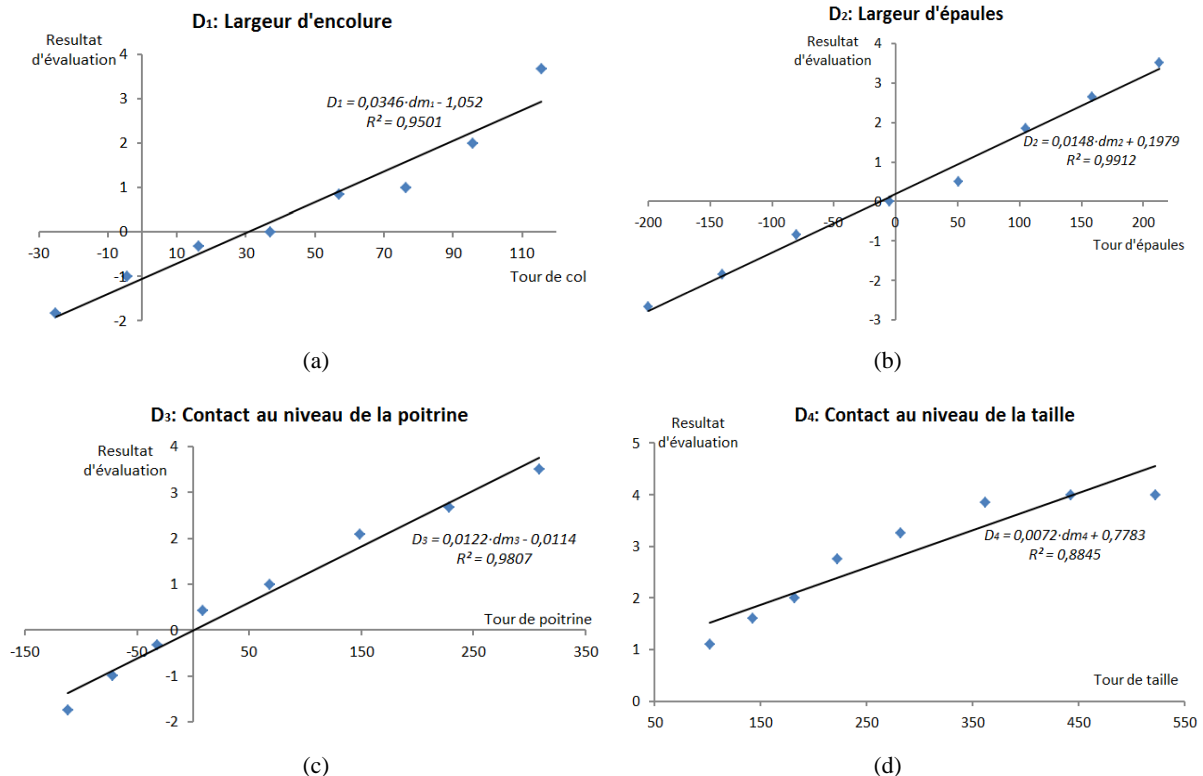 D₁: Largeur d'encolure
Resultat
d'évaluation
4
3
2
1
0
-1
-2
-30
-10
10
30
50
70
90
110
D₁ = 0,0346·dm₁ - 1,052
R² = 0,9501
Tour de col
(a)
D₂: Largeur d'épaules
Resultat
d'évaluation
4
3
2
1
0
-1
-2
-3
-200
-150
-100
-50
0
50
100
150
200
D₂ = 0,0148·dm₂ + 0,1979
R² = 0,9912
Tour d'épaules
(b)
D₃: Contact au niveau de la poitrine
Resultat
d'évaluation
4
3
2
1
0
-1
-2
-150
-50
50
150
250
350
D₃ = 0,0122·dm₃ - 0,0114
R² = 0,9807
Tour de poitrine
(c)
D₄: Contact au niveau de la taille
Resultat
d'évaluation
5
4
3
2
1
0
50
150
250
350
450
550
D₄ = 0,0072·dm₄ + 0,7783
R² = 0,8845
Tour de taille
(d)